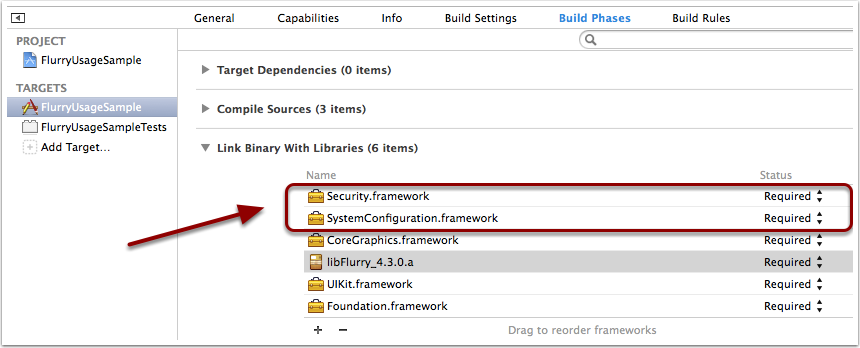 General Capabilities Info Build Settings Build Phases Build Rules
PROJECT
FlurryUsageSample
TARGETS
FlurryUsageSample
FlurryUsageSampleTests
Add Target...
Target Dependencies (0 items)
Compile Sources (3 items)
Link Binary With Libraries (6 items)
Name Status
Security.framework Required
SystemConfiguration.framework Required
CoreGraphics.framework Required
libFlurry_4.3.0.a Required
UIKit.framework Required
Foundation.framework Required
+ − Drag to reorder frameworks